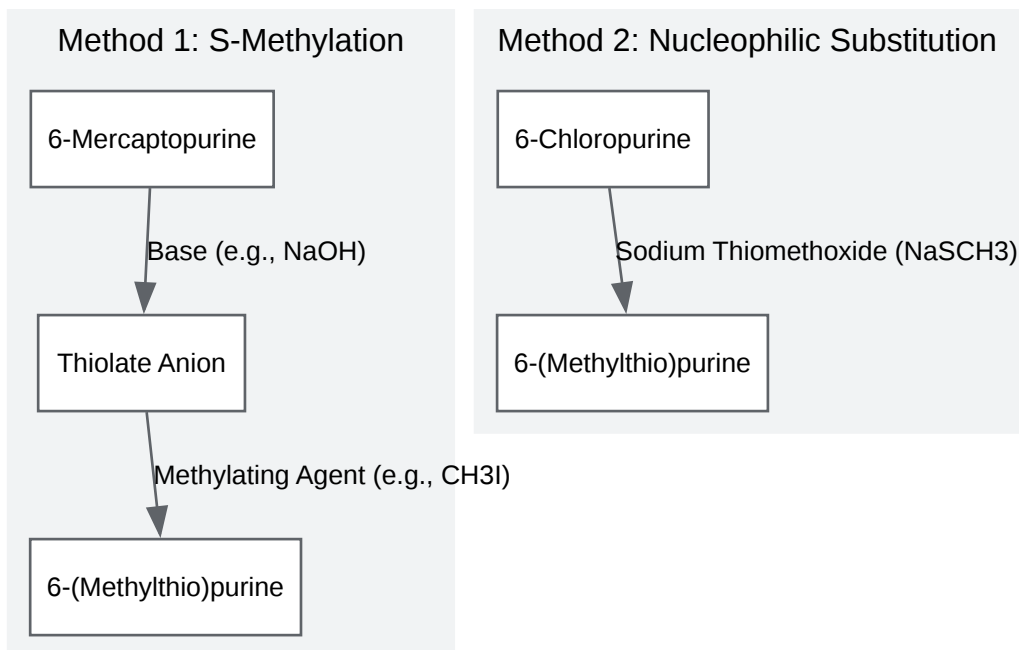 Method 1: S-Methylation
6-Mercaptopurine
Base (e.g., NaOH)
Thiolate Anion
Methylating Agent (e.g., CH3I)
6-(Methylthio)purine
Method 2: Nucleophilic Substitution
6-Chloropurine
Sodium Thiomethoxide (NaSCH3)
6-(Methylthio)purine